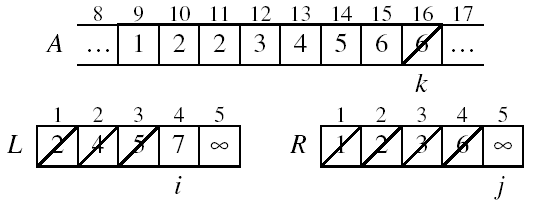 8 9 10 11 12 13 14 15 16 17
A ... 1 2 2 3 4 5 6 6 ...
k
1 2 3 4 5 1 2 3 4 5
L 2 4 5 7 ∞ R 1 2 3 6 ∞
i j